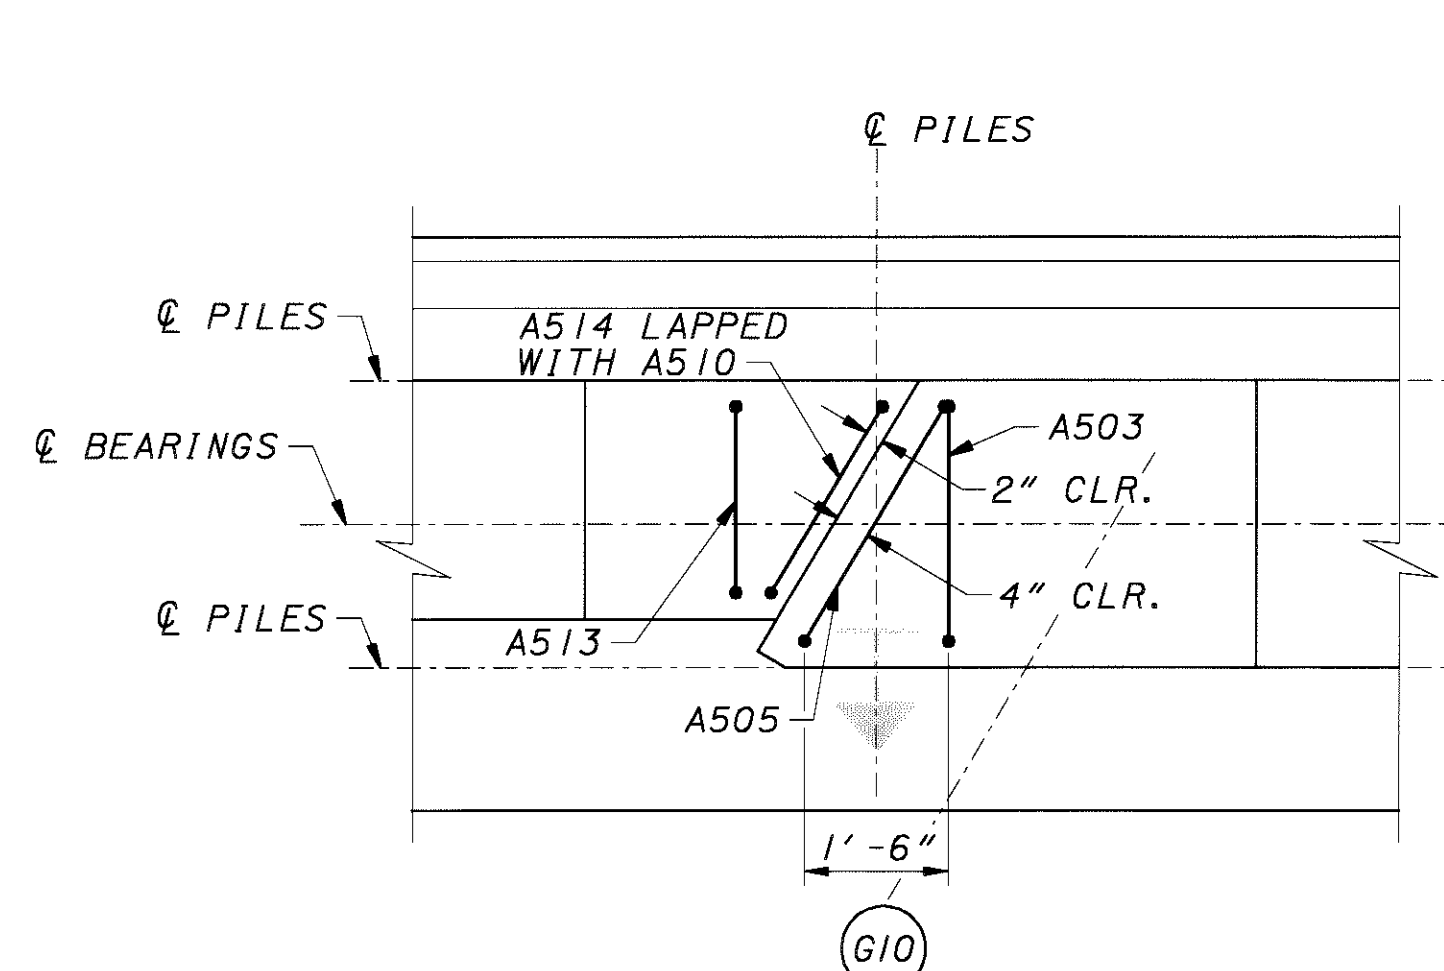 ℄ PILES
℄ PILES
A514 LAPPED
WITH A510
A503
℄ BEARINGS
2" CLR.
4" CLR.
℄ PILES
A513
A505
1'-6"
G10